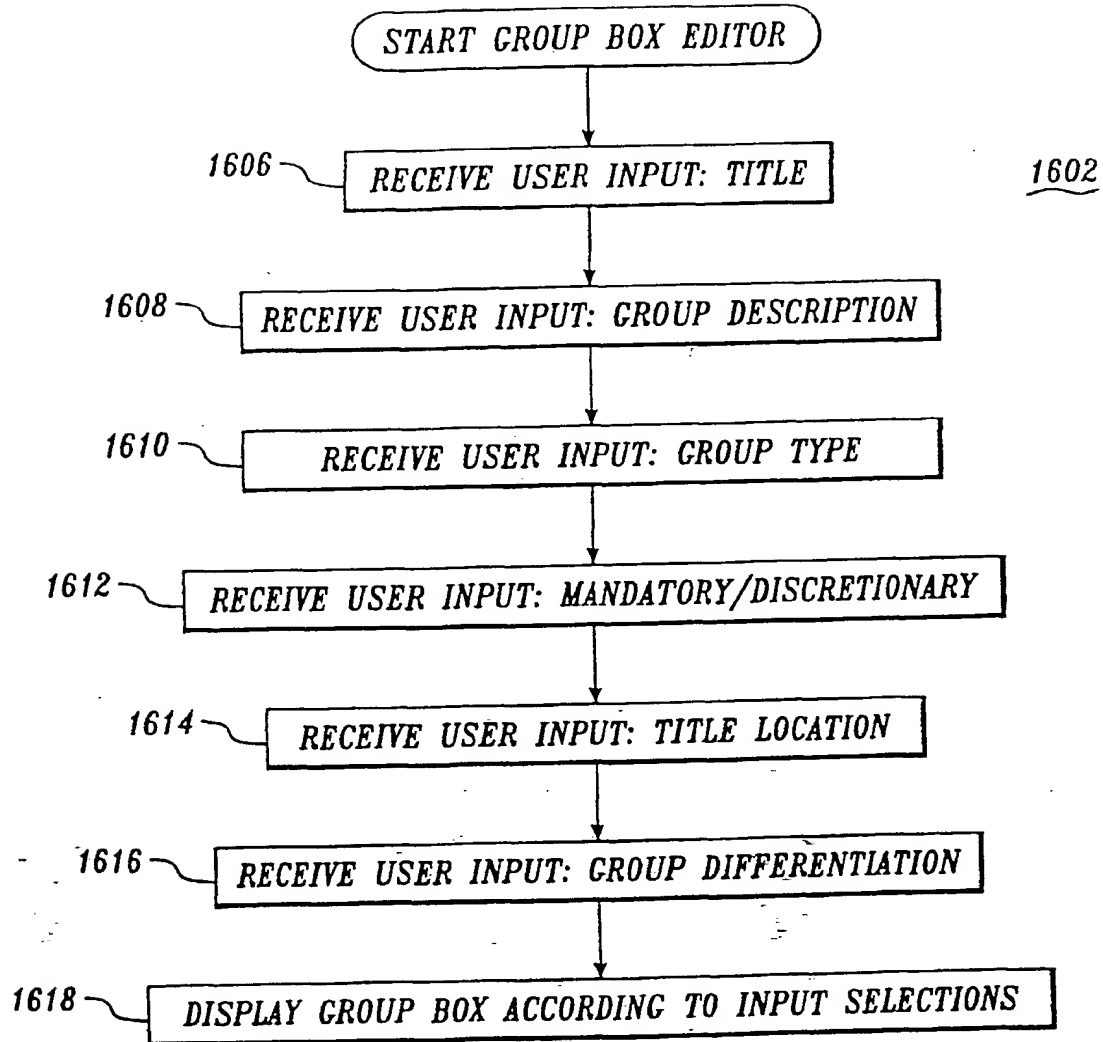 START GROUP BOX EDITOR
1606
RECEIVE USER INPUT: TITLE
1602
1608
RECEIVE USER INPUT: GROUP DESCRIPTION
1610
RECEIVE USER INPUT: GROUP TYPE
1612
RECEIVE USER INPUT: MANDATORY/DISCRETIONARY
1614
RECEIVE USER INPUT: TITLE LOCATION
1616
RECEIVE USER INPUT: GROUP DIFFERENTIATION
1618
DISPLAY GROUP BOX ACCORDING TO INPUT SELECTIONS